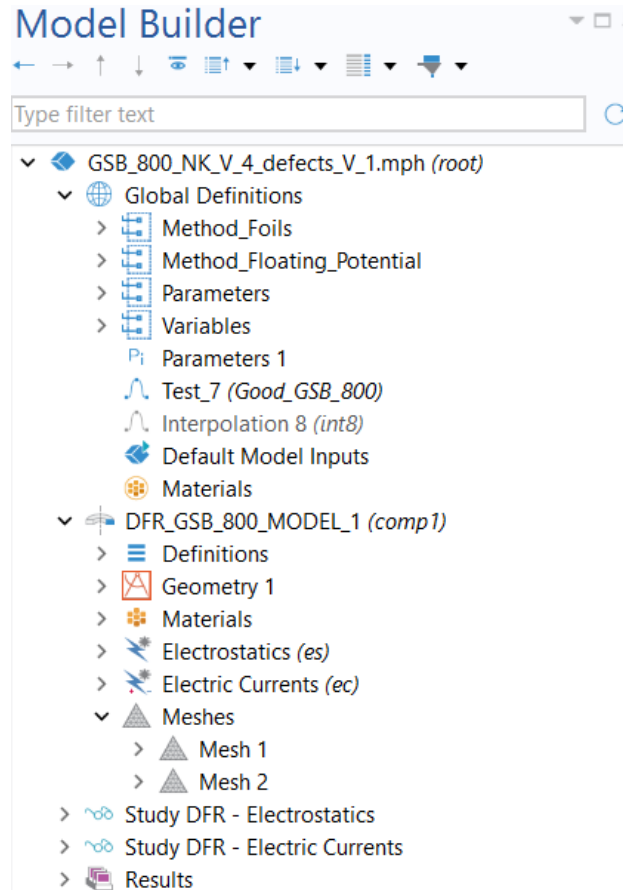 Model Builder
Type filter text
GSB_800_NK_V_4_defects_V_1.mph (root)
Global Definitions
Method_Foils
Method_Floating_Potential
Parameters
Variables
Pi Parameters 1
Test_7 (Good_GSB_800)
Interpolation 8 (int8)
Default Model Inputs
Materials
DFR_GSB_800_MODEL_1 (comp1)
Definitions
Geometry 1
Materials
Electrostatics (es)
Electric Currents (ec)
Meshes
Mesh 1
Mesh 2
Study DFR - Electrostatics
Study DFR - Electric Currents
Results